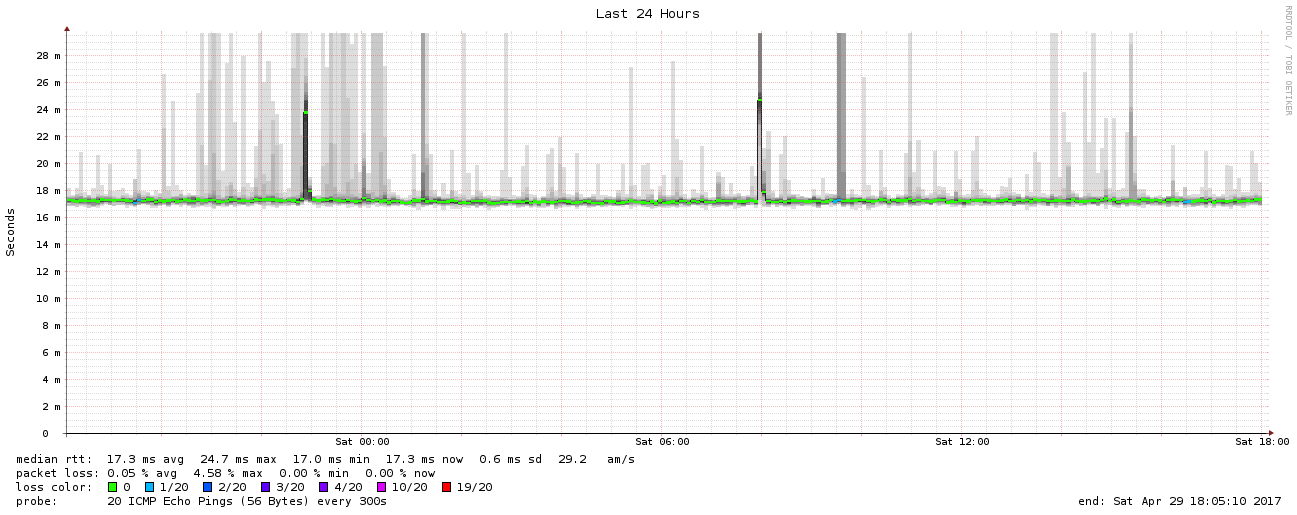 Last 24 Hours
RRDTOOL / TOBI OETIKER
Seconds
28 m
26 m
24 m
22 m
20 m
18 m
16 m
14 m
12 m
10 m
8 m
6 m
4 m
2 m
0
Sat 00:00 Sat 06:00 Sat 12:00 Sat 18:00
median rtt: 17.3 ms avg 24.7 ms max 17.0 ms min 17.3 ms now 0.6 ms sd 29.2 am/s
packet loss: 0.05 % avg 4.58 % max 0.00 % min 0.00 % now
loss color: 0 1/20 2/20 3/20 4/20 10/20 19/20
probe: 20 ICMP Echo Pings (56 Bytes) every 300s end: Sat Apr 29 18:05:10 2017